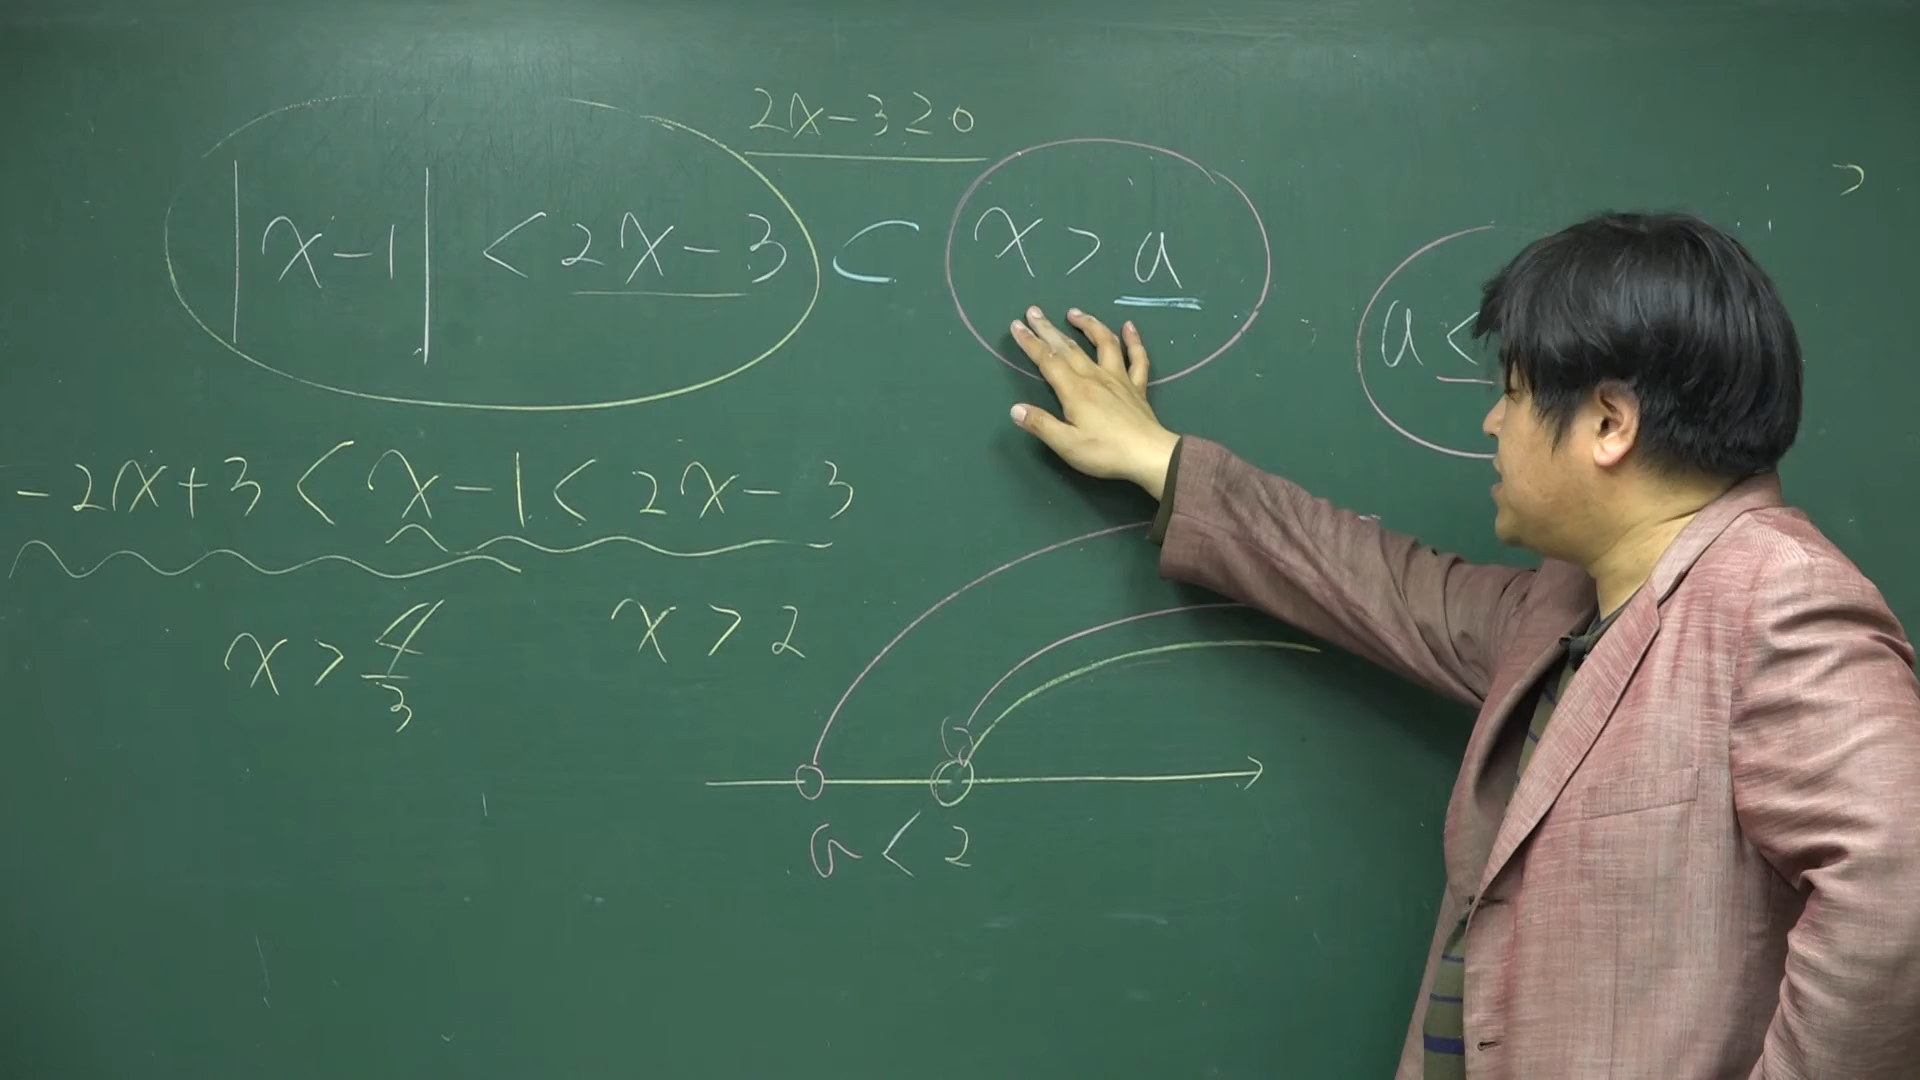 2x-3≥0
|x-1| < 2x-3 ⊂ x > a
a <
-2x+3 < x-1 < 2x-3
x > 4/3
x > 2
a < 2